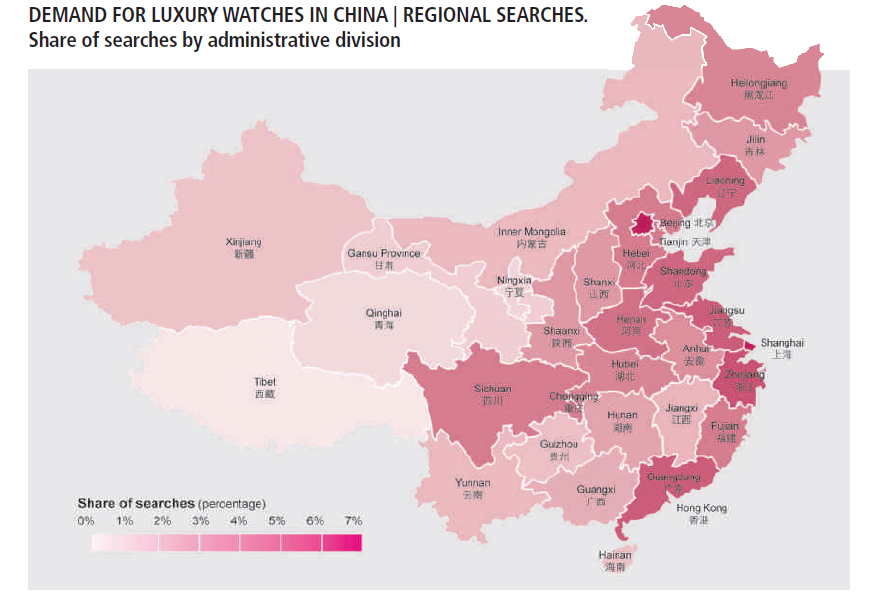 DEMAND FOR LUXURY WATCHES IN CHINA | REGIONAL SEARCHES.
Share of searches by administrative division
Heilongjiang
黑龙江
Jilin
吉林
Liaoning
辽宁
Beijing 北京
Tianjin 天津
Inner Mongolia
内蒙古
Xinjiang
新疆
Gansu Province
甘肃
Hebei
河北
Shandong
山东
Ningxia
宁夏
Shanxi
山西
Qinghai
青海
Jiangsu
江苏
Henan
河南
Shaanxi
陕西
Shanghai
上海
Anhui
安徽
Hubei
湖北
Zhejiang
浙江
Tibet
西藏
Sichuan
四川
Chongqing
重庆
Hunan
湖南
Jiangxi
江西
Fujian
福建
Guizhou
贵州
Yunnan
云南
Guangxi
广西
Guangdong
广东
Hong Kong
香港
Hainan
海南
Share of searches (percentage)
0% 1% 2% 3% 4% 5% 6% 7%